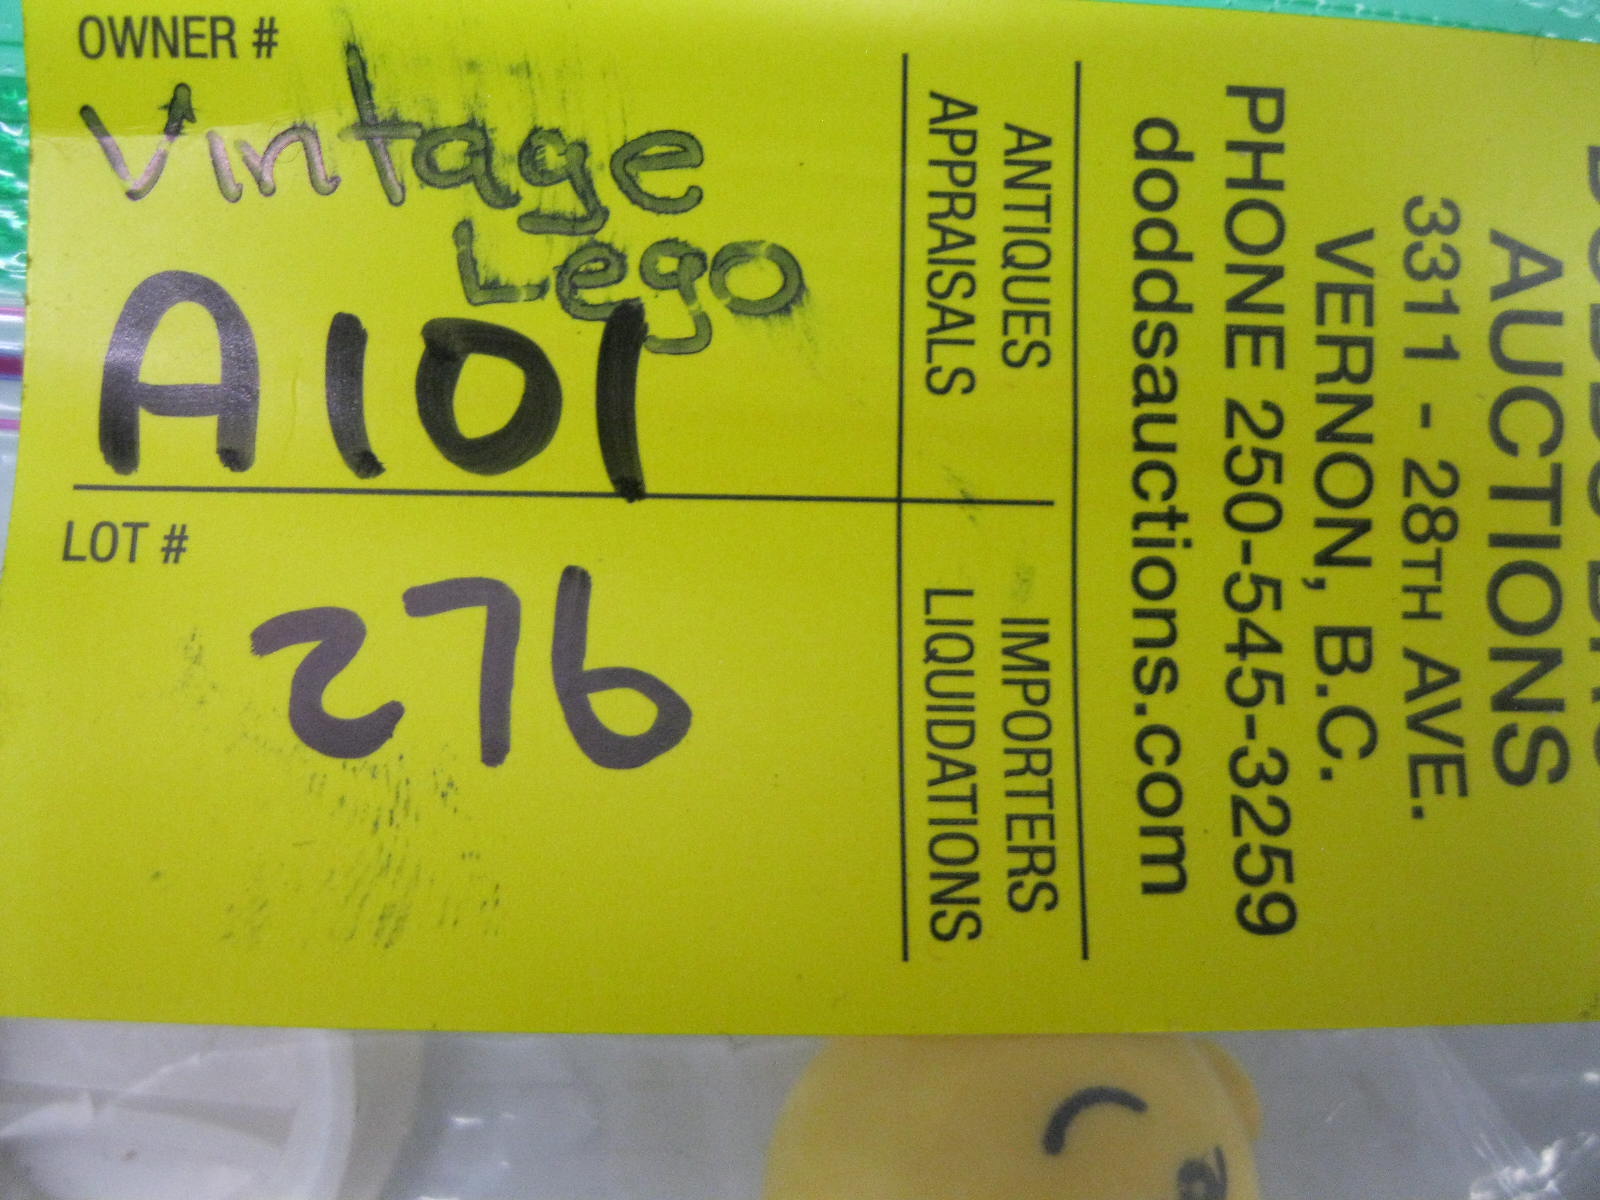 OWNER #
Vintage
Lego
A101
LOT #
276
AUCTIONS
3311 - 28TH AVE.
VERNON, B.C.
PHONE 250-545-3259
doddsauctions.com
ANTIQUES
APPRAISALS
IMPORTERS
LIQUIDATIONS